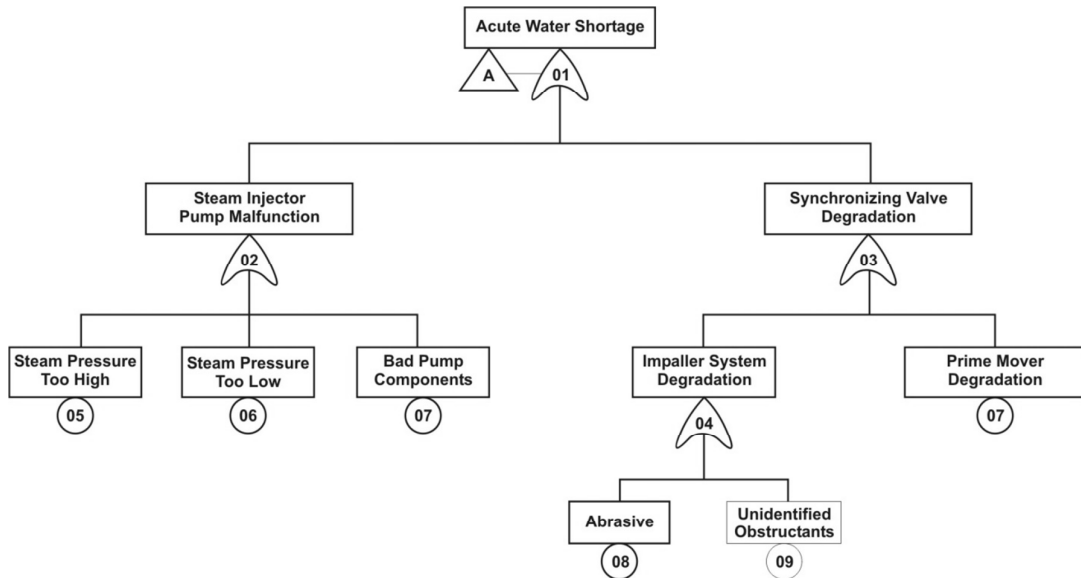 Acute Water Shortage
A
01
Steam Injector
Pump Malfunction
Synchronizing Valve
Degradation
02
03
Steam Pressure
Too High
Steam Pressure
Too Low
Bad Pump
Components
Impaller System
Degradation
Prime Mover
Degradation
05
06
07
04
07
Abrasive
Unidentified
Obstructants
08
09